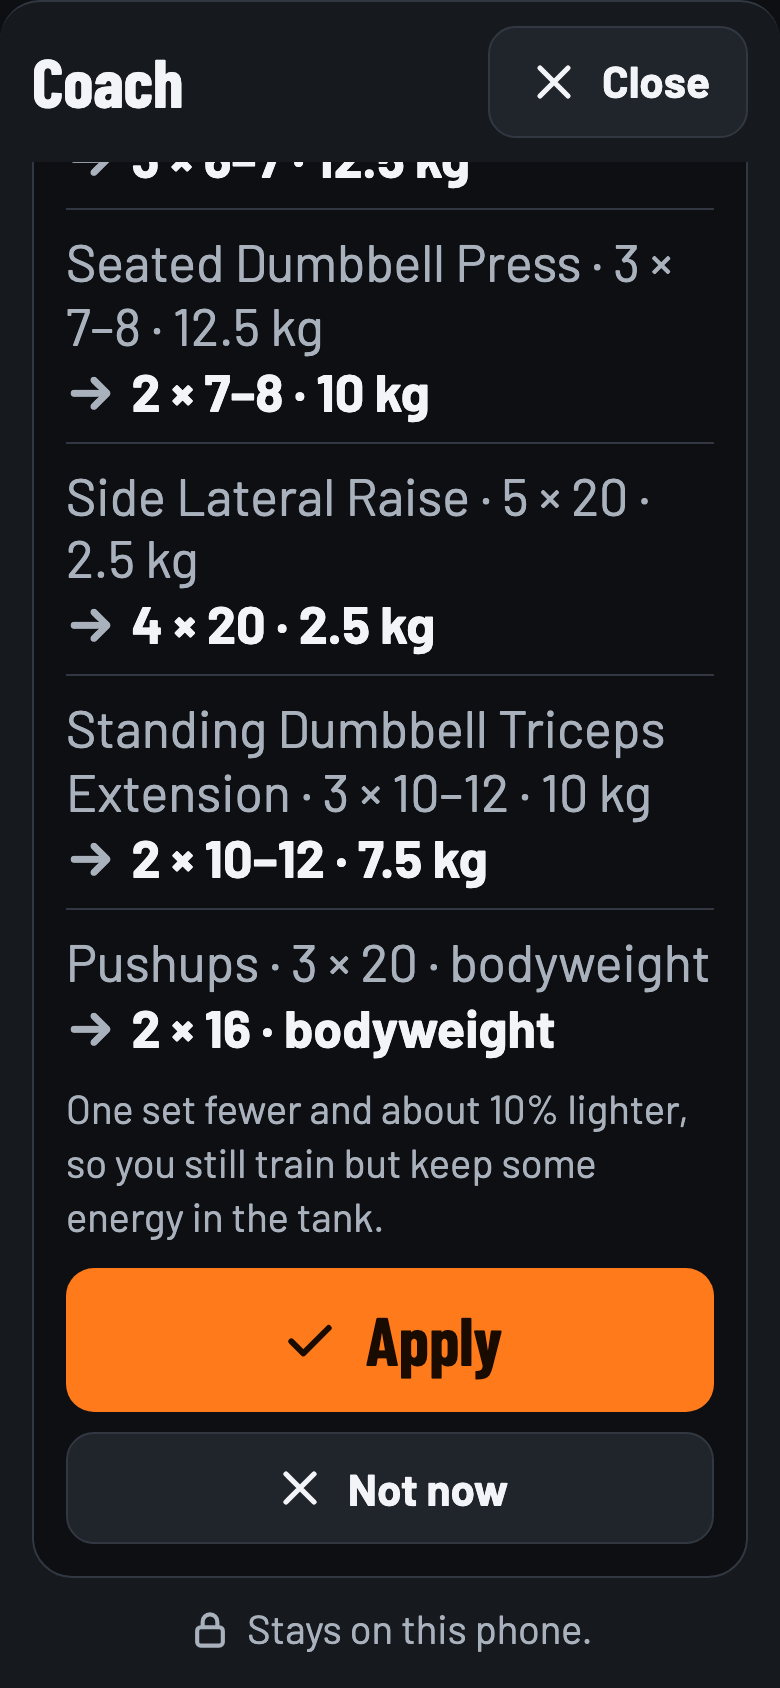 Coach
Close
Seated Dumbbell Press · 3 ×
7–8 · 12.5 kg
→ 2 × 7–8 · 10 kg
Side Lateral Raise · 5 × 20 ·
2.5 kg
→ 4 × 20 · 2.5 kg
Standing Dumbbell Triceps
Extension · 3 × 10–12 · 10 kg
→ 2 × 10–12 · 7.5 kg
Pushups · 3 × 20 · bodyweight
→ 2 × 16 · bodyweight
One set fewer and about 10% lighter,
so you still train but keep some
energy in the tank.
Apply
Not now
Stays on this phone.